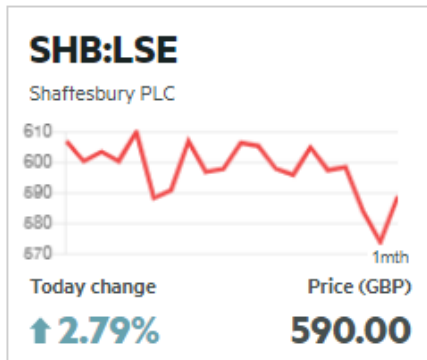 SHB:LSE
Shaftesbury PLC
610
600
590
580
570
1mth
Today change Price (GBP)
2.79% 590.00